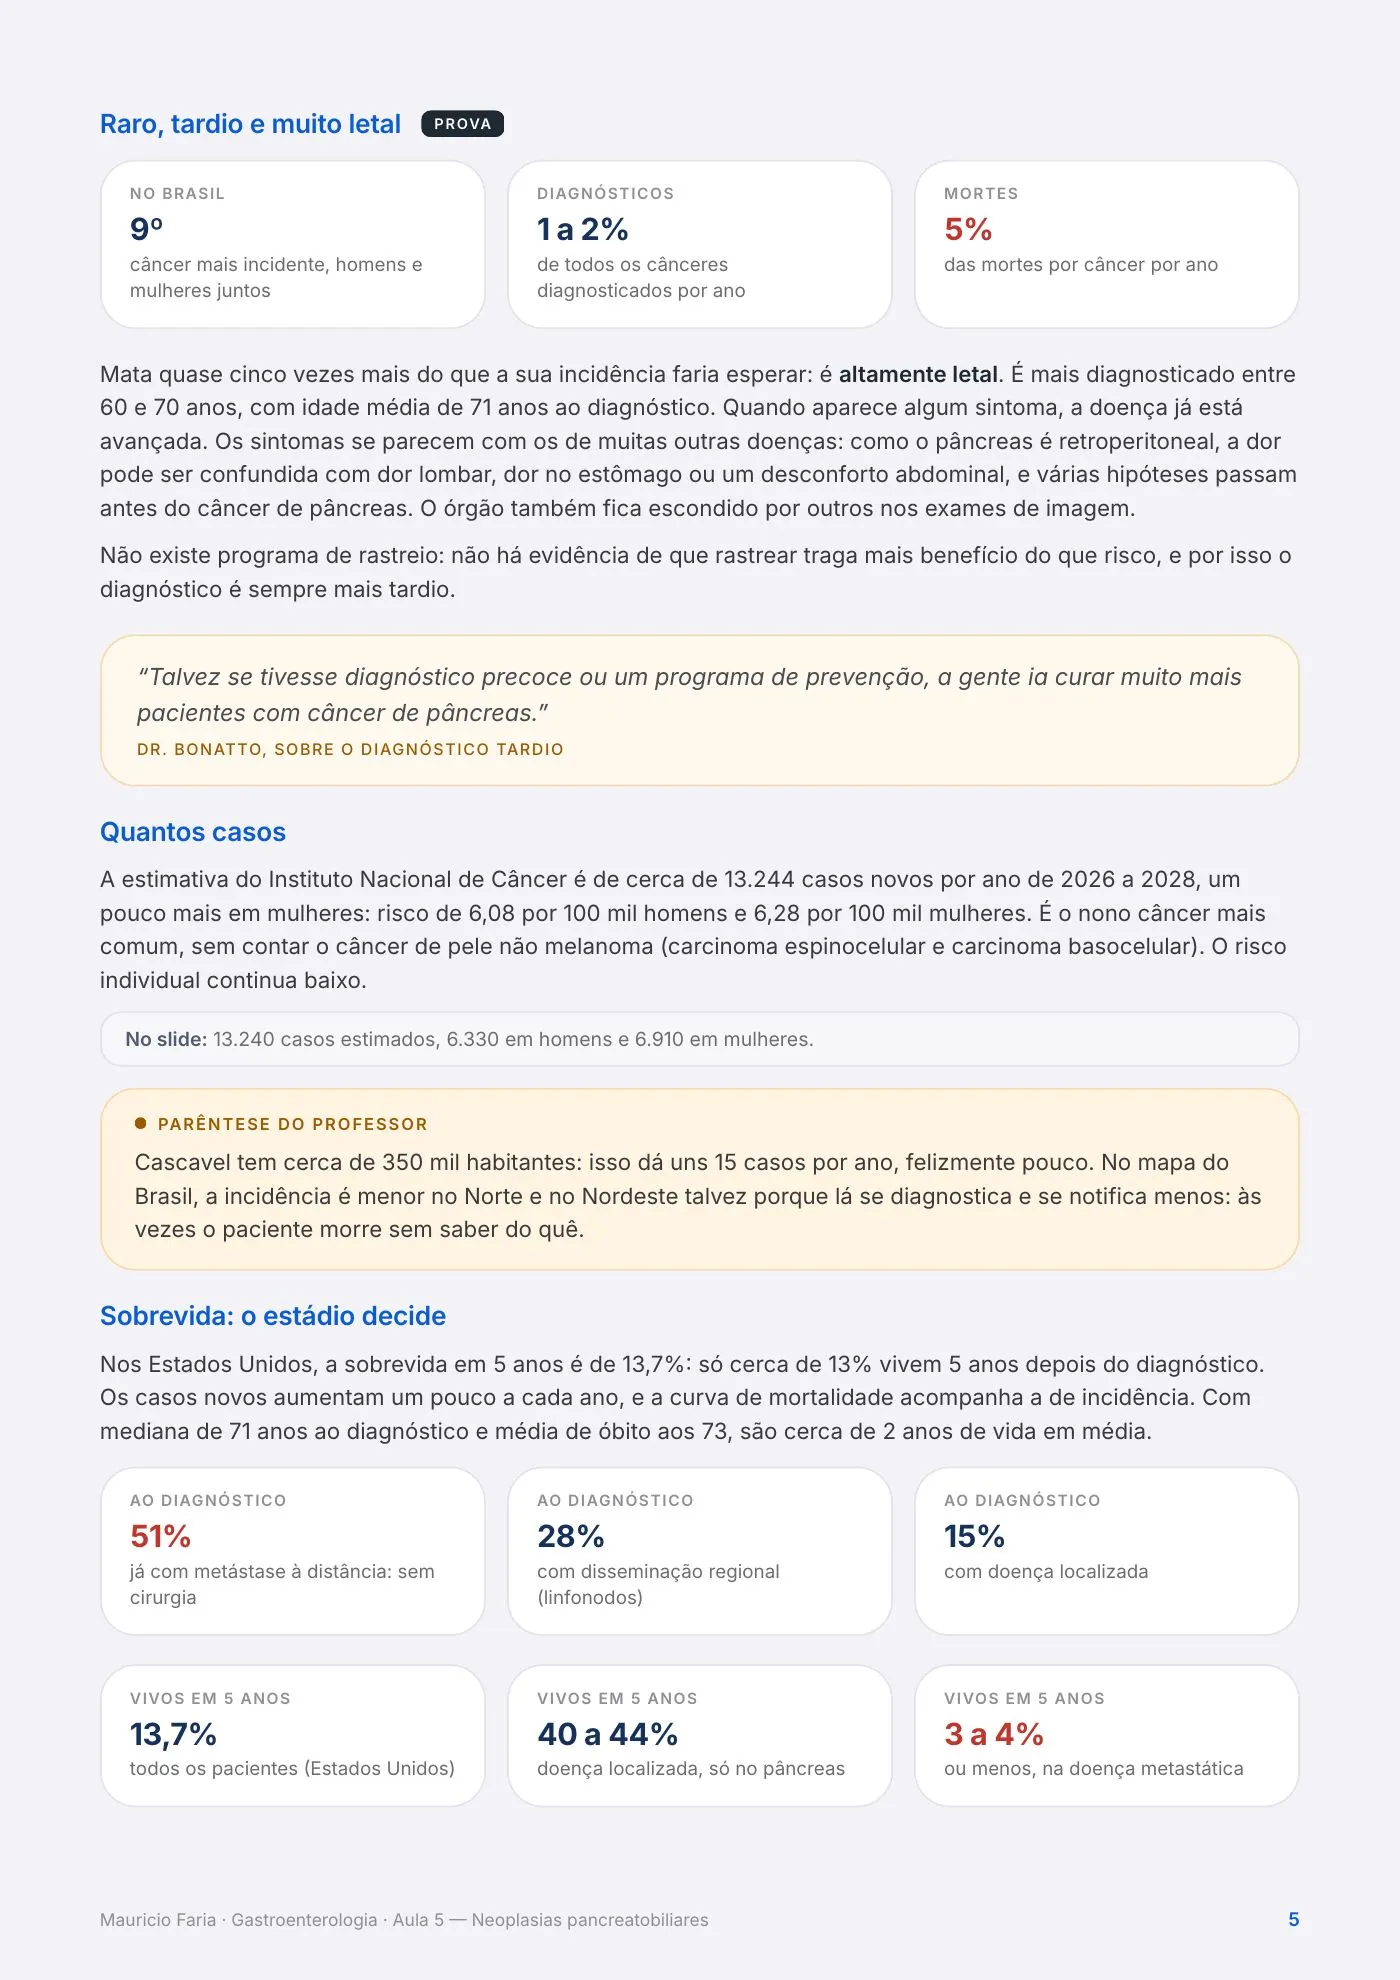 Raro, tardio e muito letal PROVA
NO BRASIL
9º
câncer mais incidente, homens e
mulheres juntos
DIAGNÓSTICOS
1 a 2%
de todos os cânceres
diagnosticados por ano
MORTES
5%
das mortes por câncer por ano
Mata quase cinco vezes mais do que a sua incidência faria esperar: é altamente letal. É mais diagnosticado entre
60 e 70 anos, com idade média de 71 anos ao diagnóstico. Quando aparece algum sintoma, a doença já está
avançada. Os sintomas se parecem com os de muitas outras doenças: como o pâncreas é retroperitoneal, a dor
pode ser confundida com dor lombar, dor no estômago ou um desconforto abdominal, e várias hipóteses passam
antes do câncer de pâncreas. O órgão também fica escondido por outros nos exames de imagem.
Não existe programa de rastreio: não há evidência de que rastrear traga mais benefício do que risco, e por isso o
diagnóstico é sempre mais tardio.
“Talvez se tivesse diagnóstico precoce ou um programa de prevenção, a gente ia curar muito mais
pacientes com câncer de pâncreas.”
DR. BONATTO, SOBRE O DIAGNÓSTICO TARDIO
Quantos casos
A estimativa do Instituto Nacional de Câncer é de cerca de 13.244 casos novos por ano de 2026 a 2028, um
pouco mais em mulheres: risco de 6,08 por 100 mil homens e 6,28 por 100 mil mulheres. É o nono câncer mais
comum, sem contar o câncer de pele não melanoma (carcinoma espinocelular e carcinoma basocelular). O risco
individual continua baixo.
No slide: 13.240 casos estimados, 6.330 em homens e 6.910 em mulheres.
PARÊNTESE DO PROFESSOR
Cascavel tem cerca de 350 mil habitantes: isso dá uns 15 casos por ano, felizmente pouco. No mapa do
Brasil, a incidência é menor no Norte e no Nordeste talvez porque lá se diagnostica e se notifica menos: às
vezes o paciente morre sem saber do quê.
Sobrevida: o estádio decide
Nos Estados Unidos, a sobrevida em 5 anos é de 13,7%: só cerca de 13% vivem 5 anos depois do diagnóstico.
Os casos novos aumentam um pouco a cada ano, e a curva de mortalidade acompanha a de incidência. Com
mediana de 71 anos ao diagnóstico e média de óbito aos 73, são cerca de 2 anos de vida em média.
AO DIAGNÓSTICO
51%
já com metástase à distância: sem
cirurgia
AO DIAGNÓSTICO
28%
com disseminação regional
(linfonodos)
AO DIAGNÓSTICO
15%
com doença localizada
VIVOS EM 5 ANOS
13,7%
todos os pacientes (Estados Unidos)
VIVOS EM 5 ANOS
40 a 44%
doença localizada, só no pâncreas
VIVOS EM 5 ANOS
3 a 4%
ou menos, na doença metastática
Mauricio Faria · Gastroenterologia · Aula 5 — Neoplasias pancreatobiliares
5